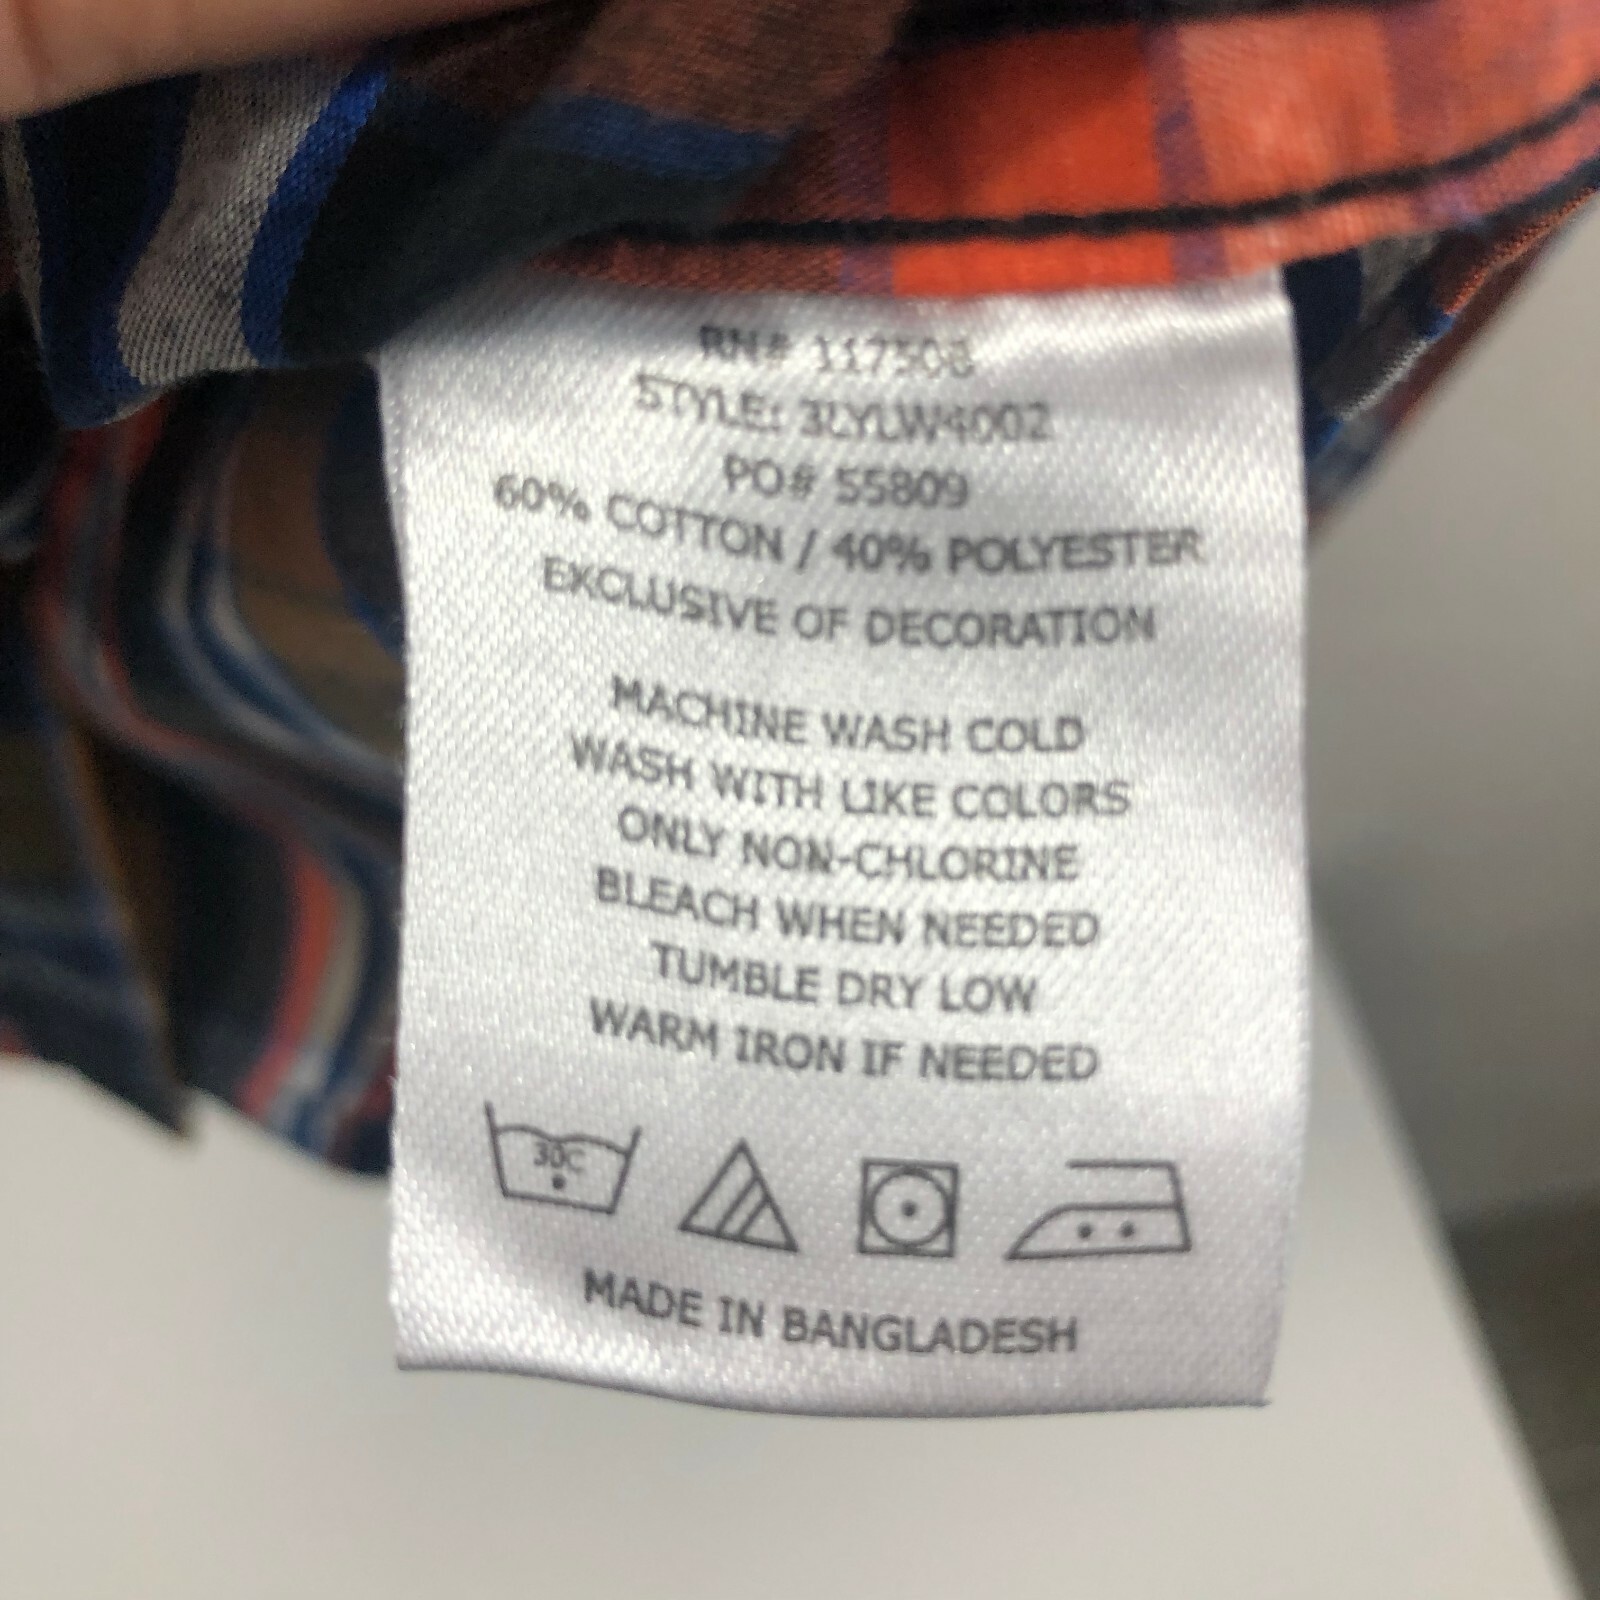 RN# 117308
STYLE: 3LYLW4002
PO# 55809
60% COTTON / 40% POLYESTER
EXCLUSIVE OF DECORATION
MACHINE WASH COLD
WASH WITH LIKE COLORS
ONLY NON-CHLORINE
BLEACH WHEN NEEDED
TUMBLE DRY LOW
WARM IRON IF NEEDED
30C
MADE IN BANGLADESH